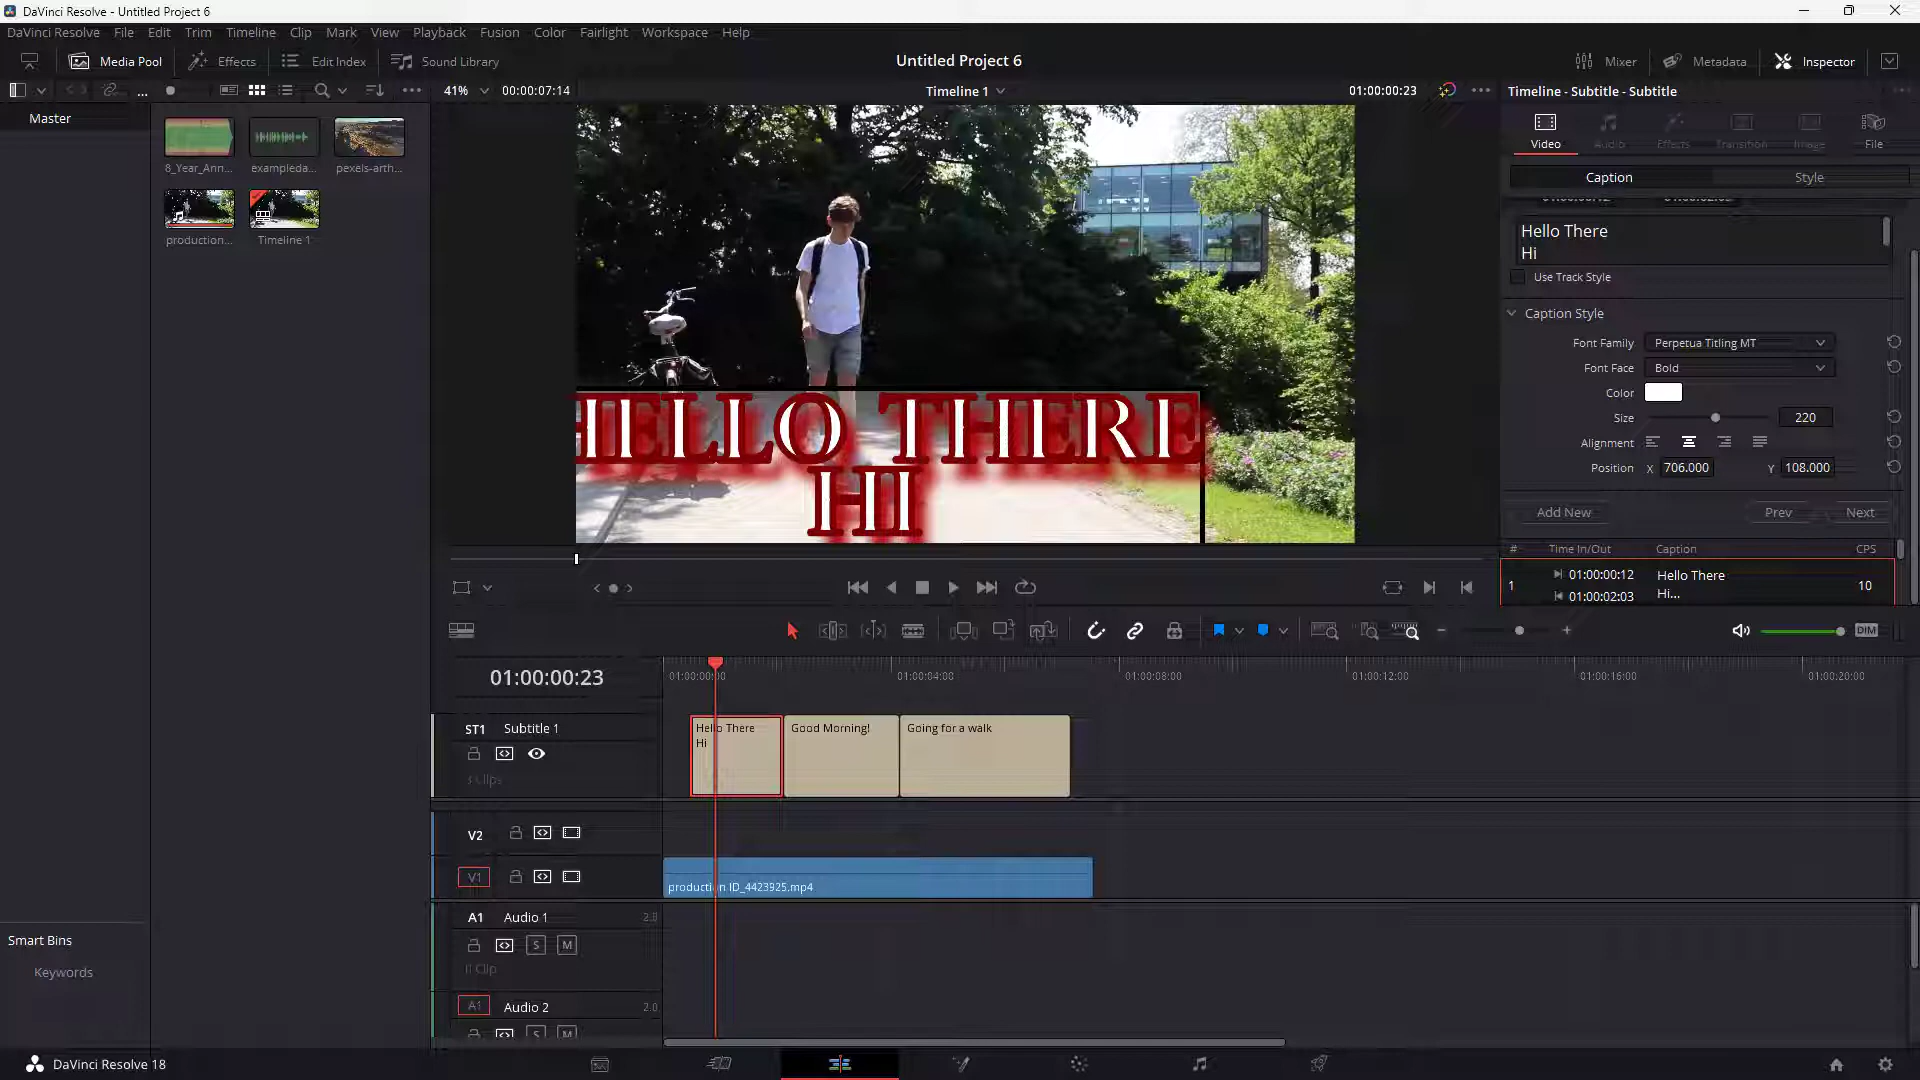 DaVinci Resolve - Untitled Project 6
DaVinci Resolve File Edit Trim Timeline Clip Mark View Playback Fusion Color Fairlight Workspace Help
Media Pool Effects Edit Index Sound Library Untitled Project 6 Mixer Metadata Inspector
... 41% 00:00:07:14 Timeline 1 01:00:00:23 Timeline - Subtitle - Subtitle
Master
8_Year_Ann... exampleda... pexels-arth...
production... Timeline 1
Video Audio Effects Transition Image File
Caption Style
Hello There
Hi
Use Track Style
Caption Style
Font Family Perpetua Titling MT
Font Face Bold
Color
Size 220
Alignment
Position X 706.000 Y 108.000
Add New Prev Next
# Time In/Out Caption CPS
1 01:00:00:12 Hello There 10
01:00:02:03 Hi...
HELLO THERE
HI
DIM
01:00:00:23
01:00:00:00 01:00:04:00 01:00:08:00 01:00:12:00 01:00:16:00 01:00:20:00
ST1 Subtitle 1
3 Clips
Hello There Good Morning! Going for a walk
Hi
V2
V1
production ID_4423925.mp4
A1 Audio 1 2.0
S M
0 Clip
A1 Audio 2 2.0
S M
Smart Bins
Keywords
DaVinci Resolve 18